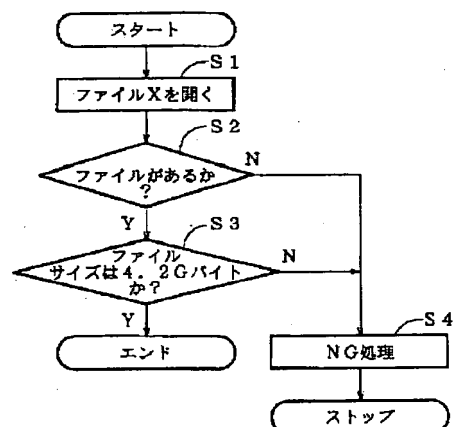 スタート
S1
ファイルXを開く
S2
ファイルがあるか
?
N
Y
S3
ファイル
サイズは4.2Gバイト
か?
N
Y
エンド
S4
NG処理
ストップ